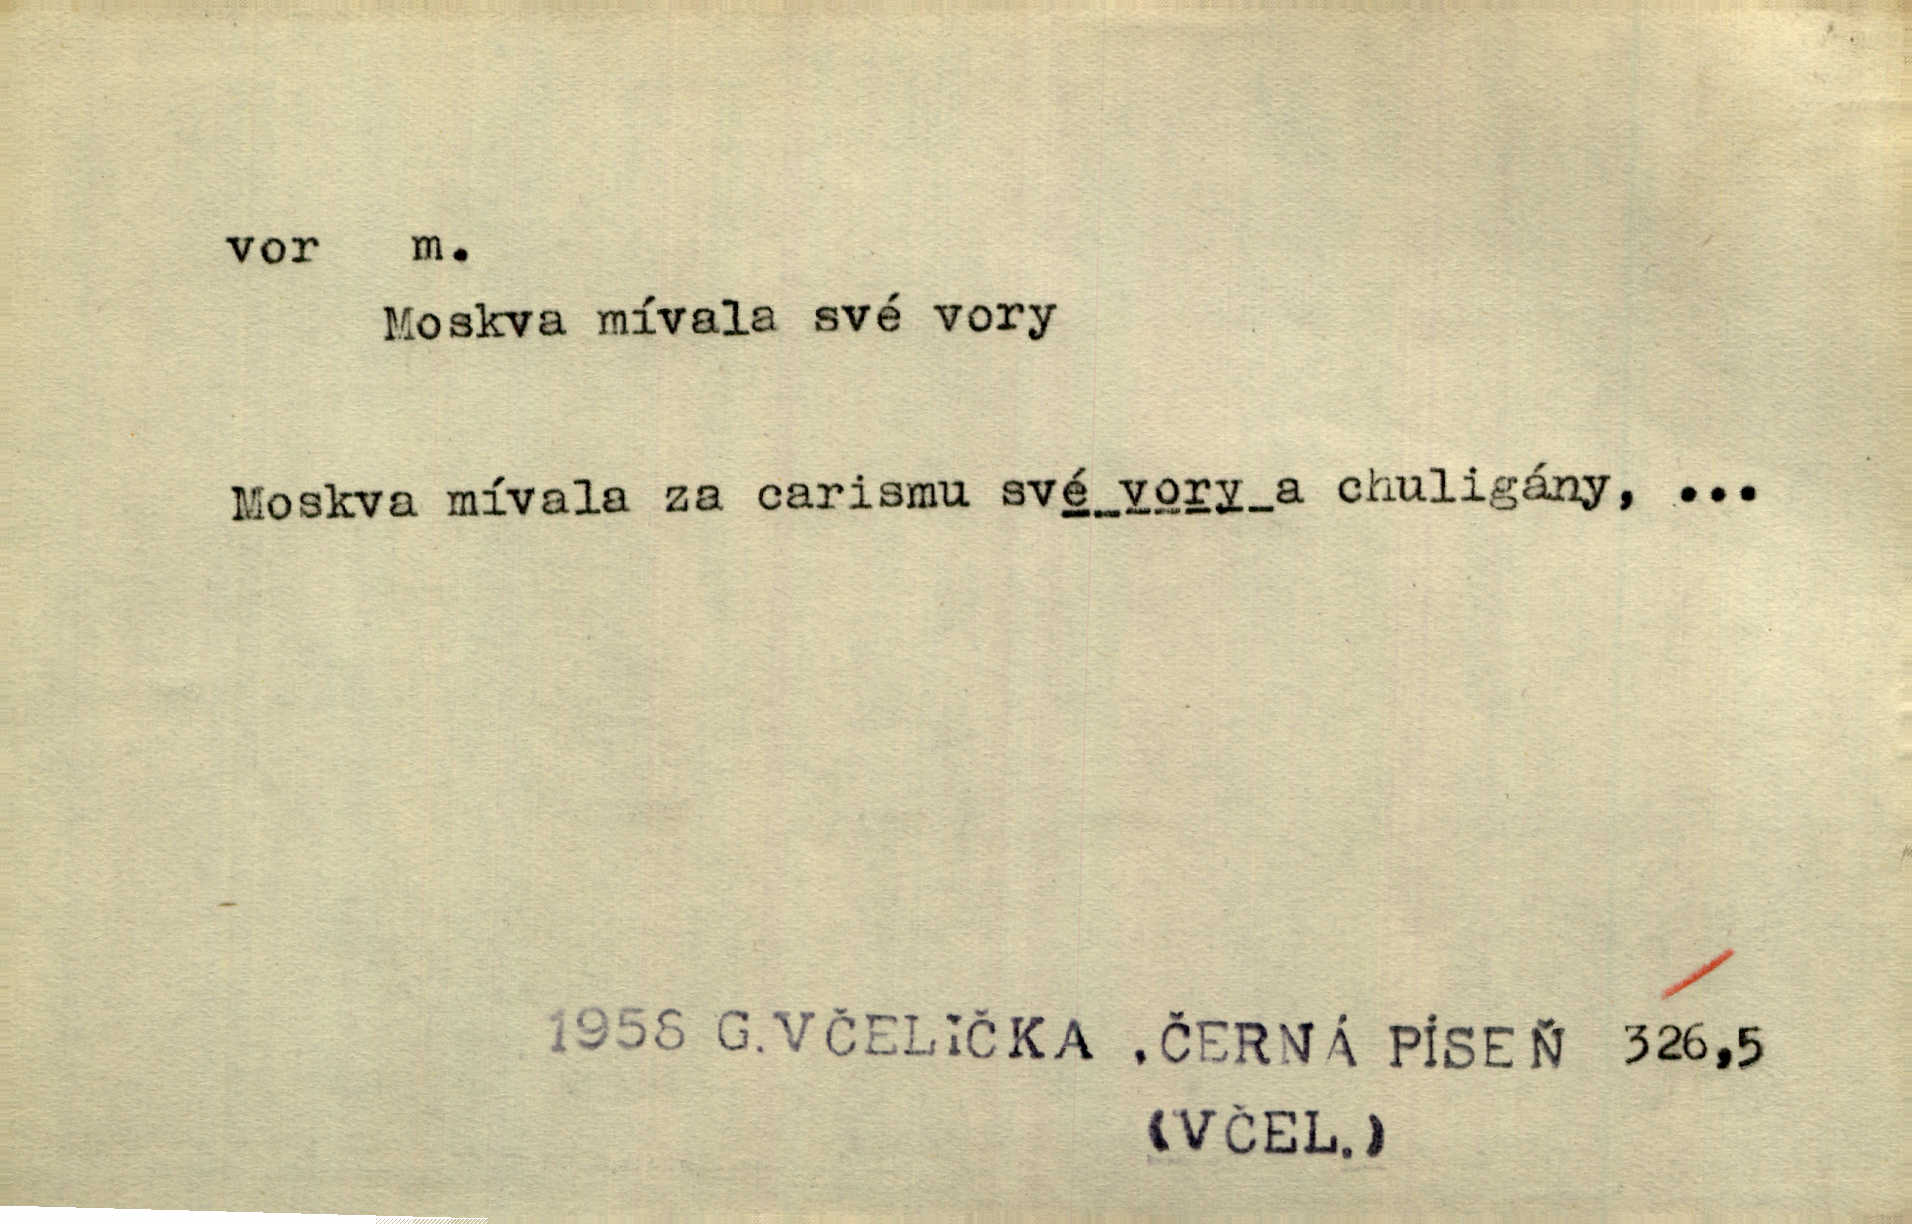 vor m.
Moskva mívala své vory
Moskva mívala za carismu své vory a chuligány, ...
1958 G.VČELIČKA .ČERNÁ PÍSEŇ 326,5
(VČEL.)